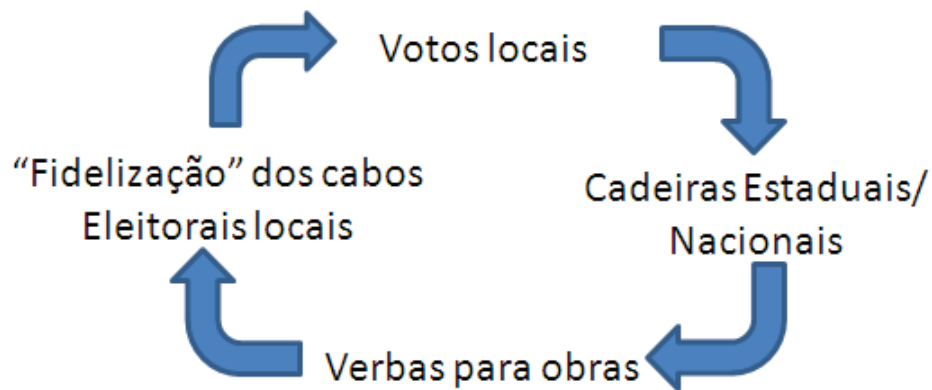 Votos locais
“Fidelização” dos cabos
Eleitorais locais
Cadeiras Estaduais/
Nacionais
Verbas para obras